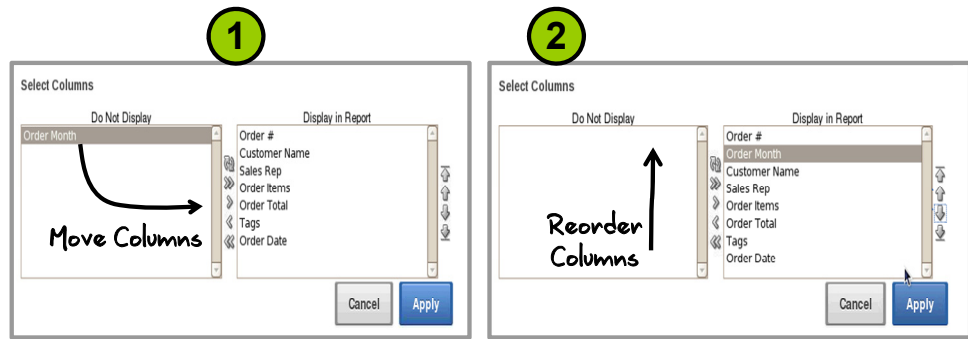 1
Select Columns
Do Not Display
Order Month
Move Columns
Display in Report
Order #
Customer Name
Sales Rep
Order Items
Order Total
Tags
Order Date
Cancel
Apply
2
Select Columns
Do Not Display
Reorder
Columns
Display in Report
Order #
Order Month
Customer Name
Sales Rep
Order Items
Order Total
Tags
Order Date
Cancel
Apply